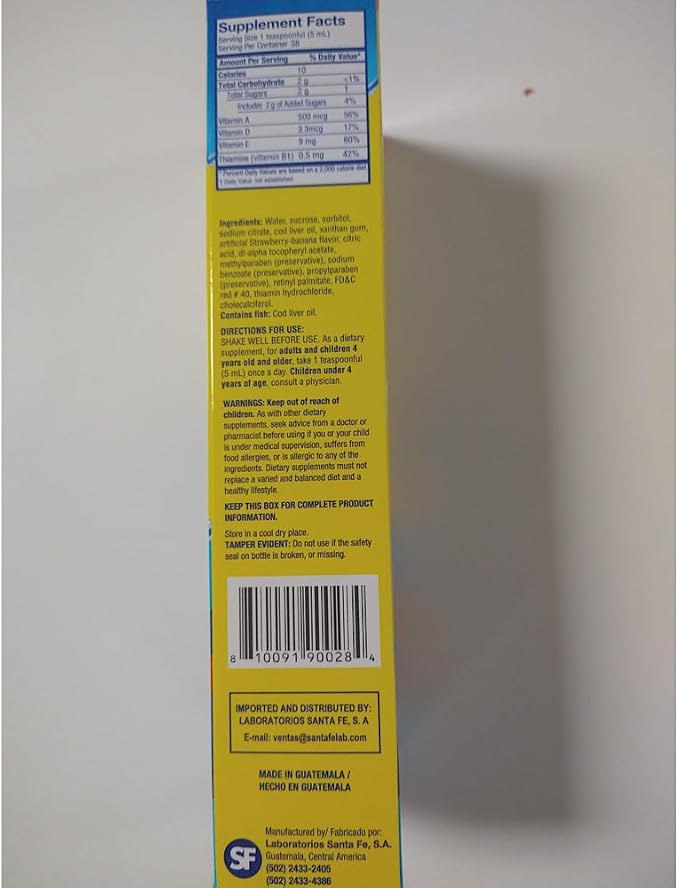 Supplement Facts
Serving Size 1 teaspoonful (5 mL)
Serving Per Container 38
Amount Per Serving % Daily Value*
Calories 10
Total Carbohydrate 2 g <1%
Total Sugars 2 g †
Includes 2 g of Added Sugars 4%
Vitamin A 500 mcg 56%
Vitamin D 3.3mcg 17%
Vitamin E 9 mg 60%
Thiamine (vitamin B1) 0.5 mg 42%
*Percent Daily Values are based on a 2,000 calorie diet.
† Daily Value not established.
Ingredients: Water, sucrose, sorbitol,
sodium citrate, cod liver oil, xanthan gum,
artificial Strawberry-banana flavor, citric
acid, dl-alpha tocopheryl acetate,
methylparaben (preservative), sodium
benzoate (preservative), propylparaben
(preservative), retinyl palmitate, FD&C
red # 40, thiamin hydrochloride,
cholecalciferol.
Contains fish: Cod liver oil.
DIRECTIONS FOR USE:
SHAKE WELL BEFORE USE. As a dietary
supplement, for adults and children 4
years old and older, take 1 teaspoonful
(5 mL) once a day. Children under 4
years of age, consult a physician.
WARNINGS: Keep out of reach of
children. As with other dietary
supplements, seek advice from a doctor or
pharmacist before using if you or your child
is under medical supervision, suffers from
food allergies, or is allergic to any of the
ingredients. Dietary supplements must not
replace a varied and balanced diet and a
healthy lifestyle.
KEEP THIS BOX FOR COMPLETE PRODUCT
INFORMATION.
Store in a cool dry place.
TAMPER EVIDENT: Do not use if the safety
seal on bottle is broken, or missing.
8 10091 90028 4
IMPORTED AND DISTRIBUTED BY:
LABORATORIOS SANTA FE, S. A
E-mail: ventas@santafelab.com
MADE IN GUATEMALA /
HECHO EN GUATEMALA
Manufactured by/ Fabricado por:
Laboratorios Santa Fe, S.A.
SF Guatemala, Central America
(502) 2433-2405
(502) 2433-4386